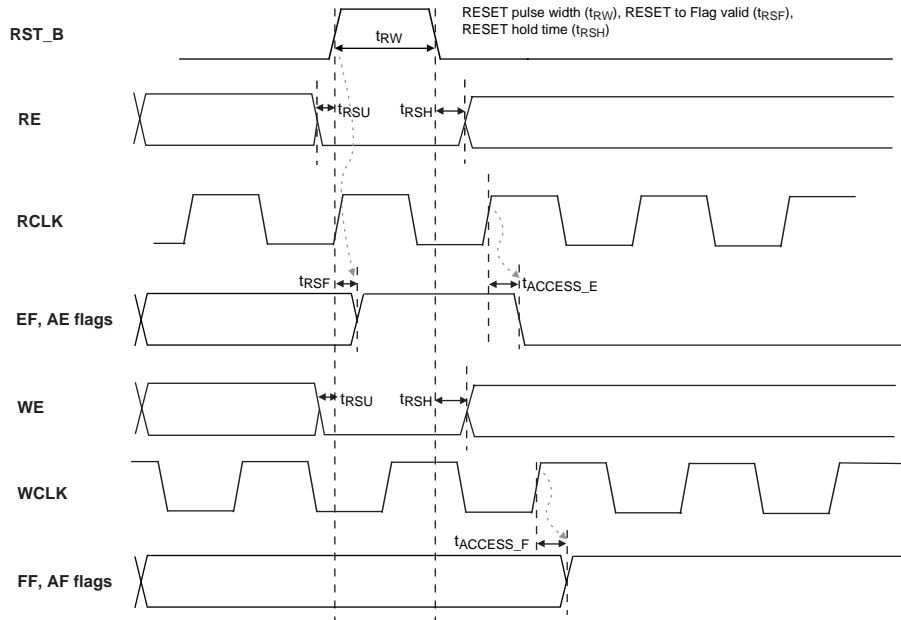 RESET pulse width (tRW), RESET to Flag valid (tRSF),
RESET hold time (tRSH)
RST_B
tRW
RE
tRSU
tRSH
RCLK
tRSF
tACCESS_E
EF, AE flags
WE
tRSU
tRSH
WCLK
tACCESS_F
FF, AF flags